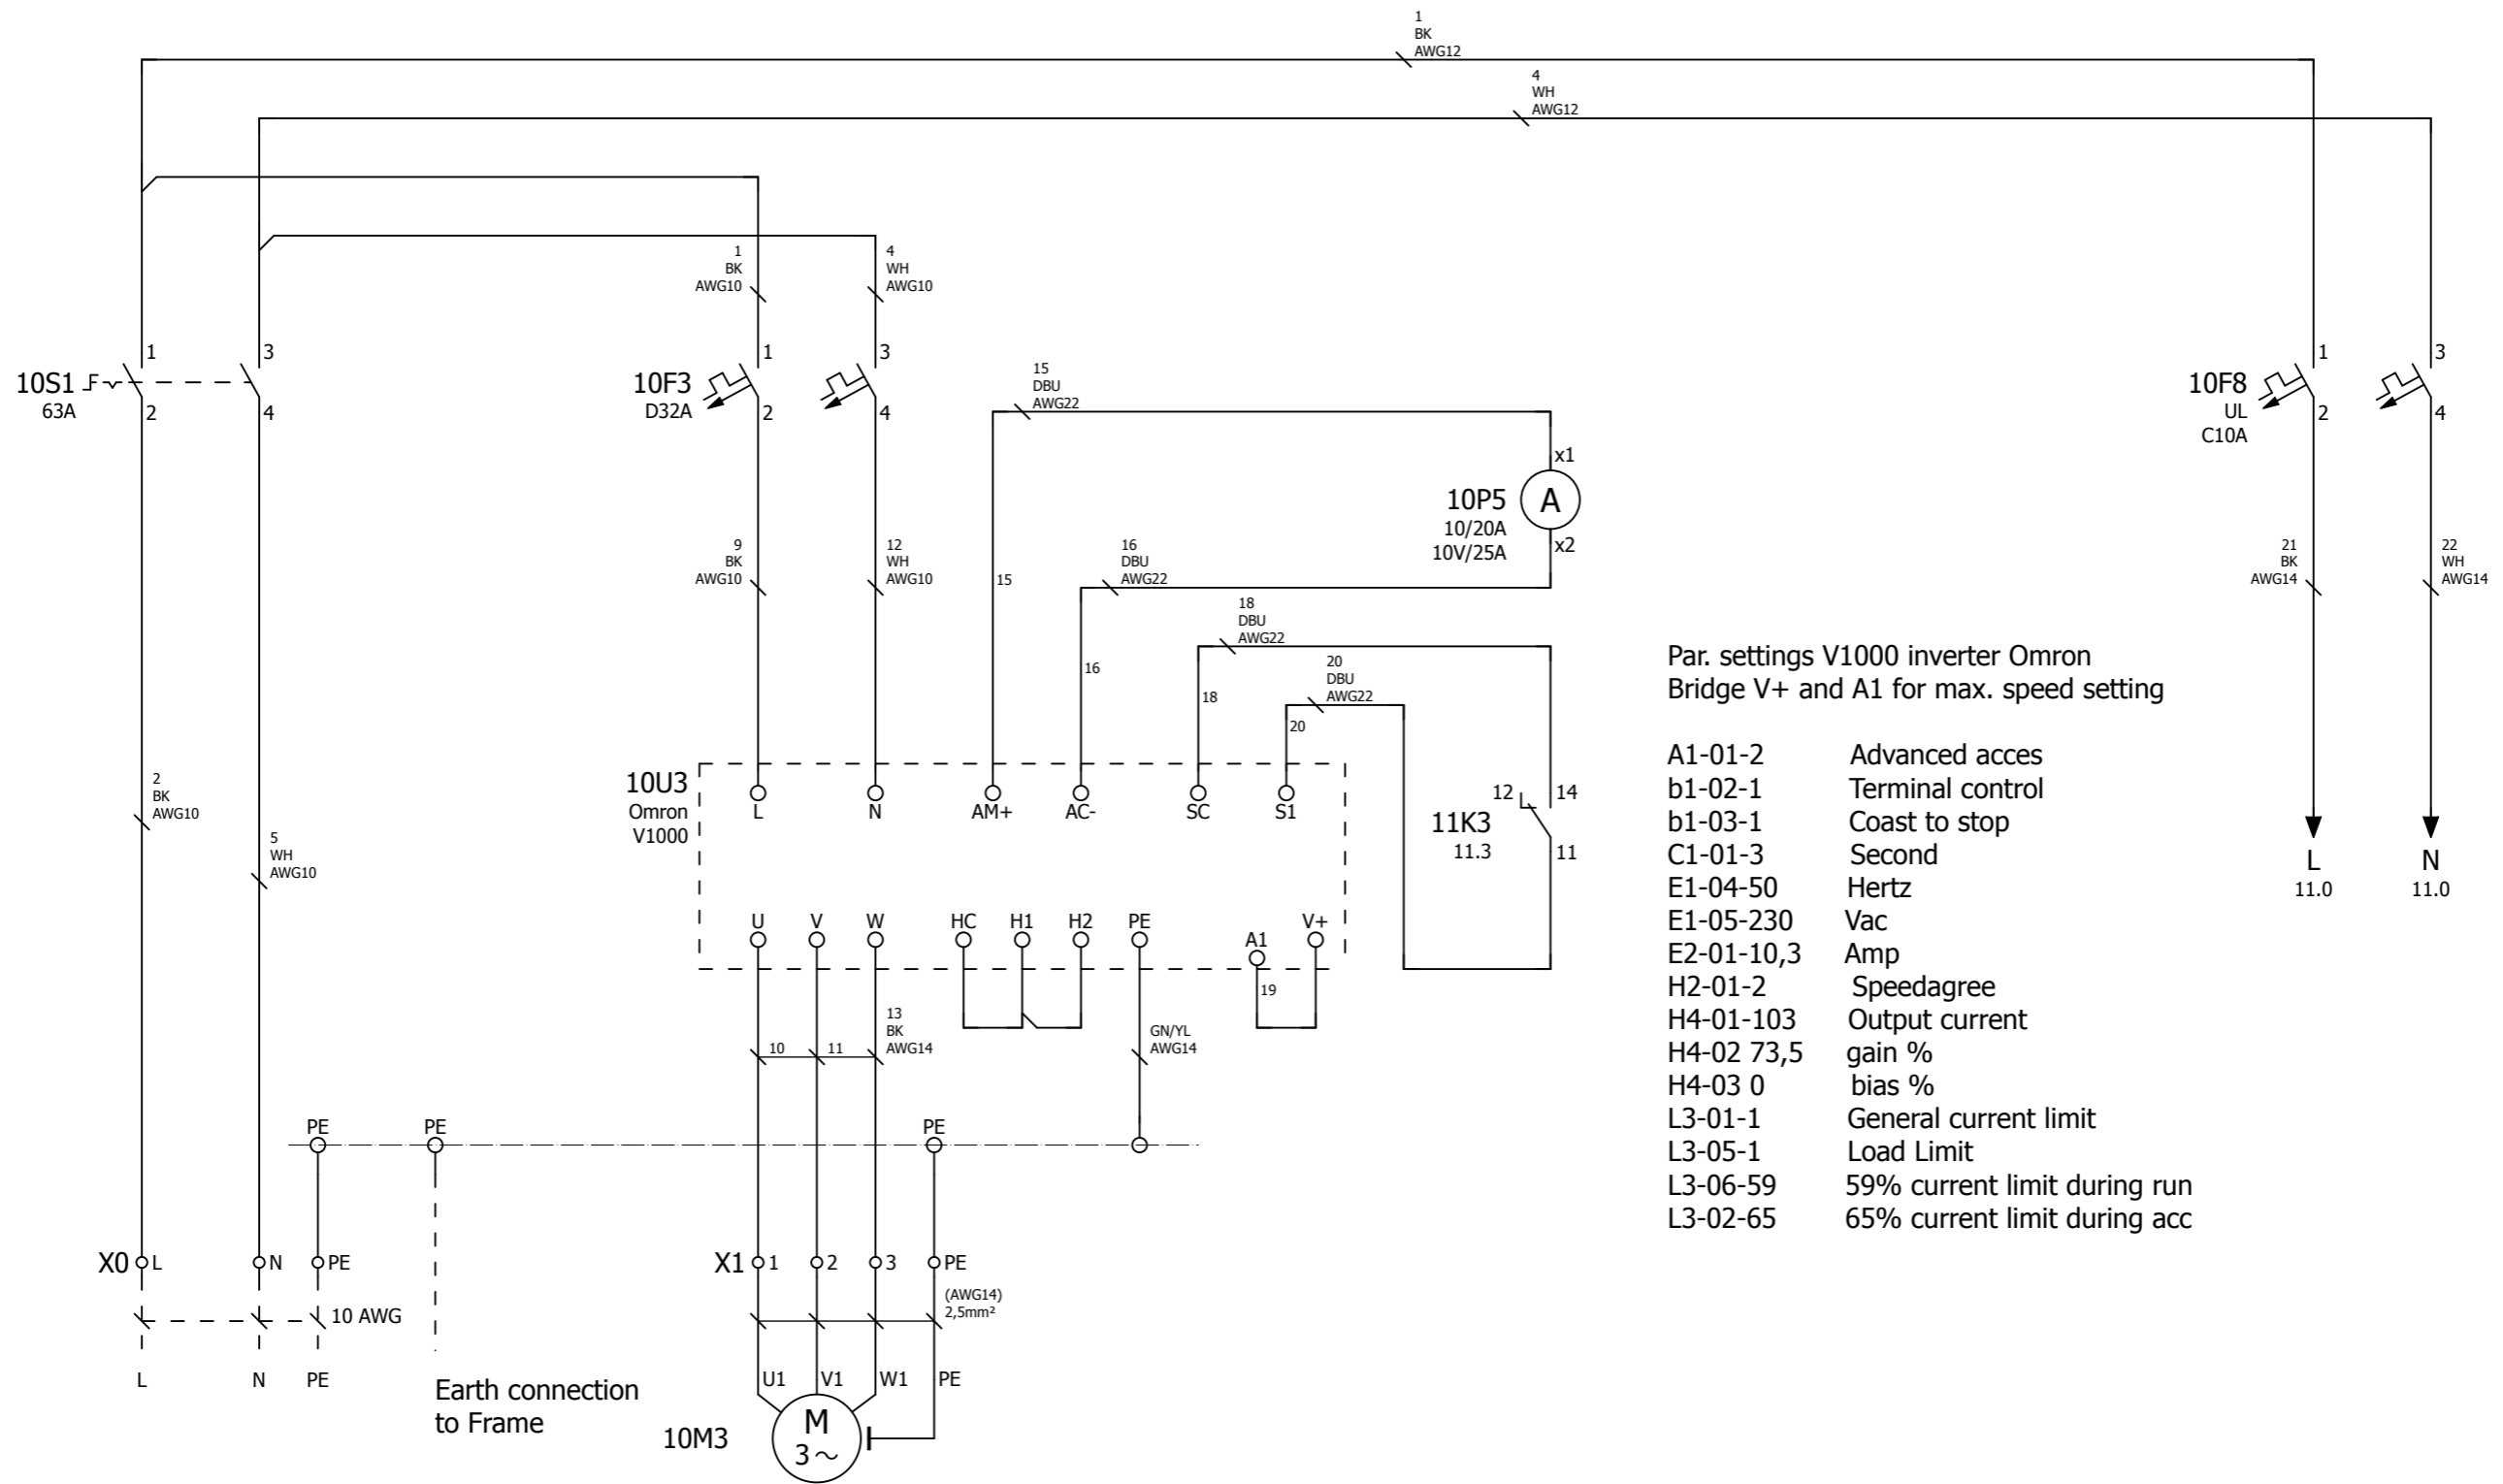 1
BK
AWG12
4
WH
AWG12
1
BK
AWG10
4
WH
AWG10
10S1
63A
1
2
3
4
10F3
D32A
1
2
3
4
15
DBU
AWG22
x1
10P5
A
10/20A
10V/25A
x2
10F8
UL
C10A
1
2
3
4
9
BK
AWG10
12
WH
AWG10
15
16
DBU
AWG22
16
18
DBU
AWG22
18
20
DBU
AWG22
20
21
BK
AWG14
22
WH
AWG14
2
BK
AWG10
5
WH
AWG10
10U3
Omron
V1000
L
N
AM+
AC-
SC
S1
12
14
11K3
11.3
11
L
11.0
N
11.0
U
V
W
HC
H1
H2
PE
A1
V+
19
10
11
13
BK
AWG14
GN/YL
AWG14
Par. settings V1000 inverter Omron
Bridge V+ and A1 for max. speed setting
A1-01-2 Advanced acces
b1-02-1 Terminal control
b1-03-1 Coast to stop
C1-01-3 Second
E1-04-50 Hertz
E1-05-230 Vac
E2-01-10,3 Amp
H2-01-2 Speedagree
H4-01-103 Output current
H4-02 73,5 gain %
H4-03 0 bias %
L3-01-1 General current limit
L3-05-1 Load Limit
L3-06-59 59% current limit during run
L3-02-65 65% current limit during acc
PE
PE
PE
X0
L
N
PE
10 AWG
L
N
PE
Earth connection
to Frame
X1
1
2
3
PE
(AWG14)
2,5mm²
U1
V1
W1
PE
10M3
M
3~